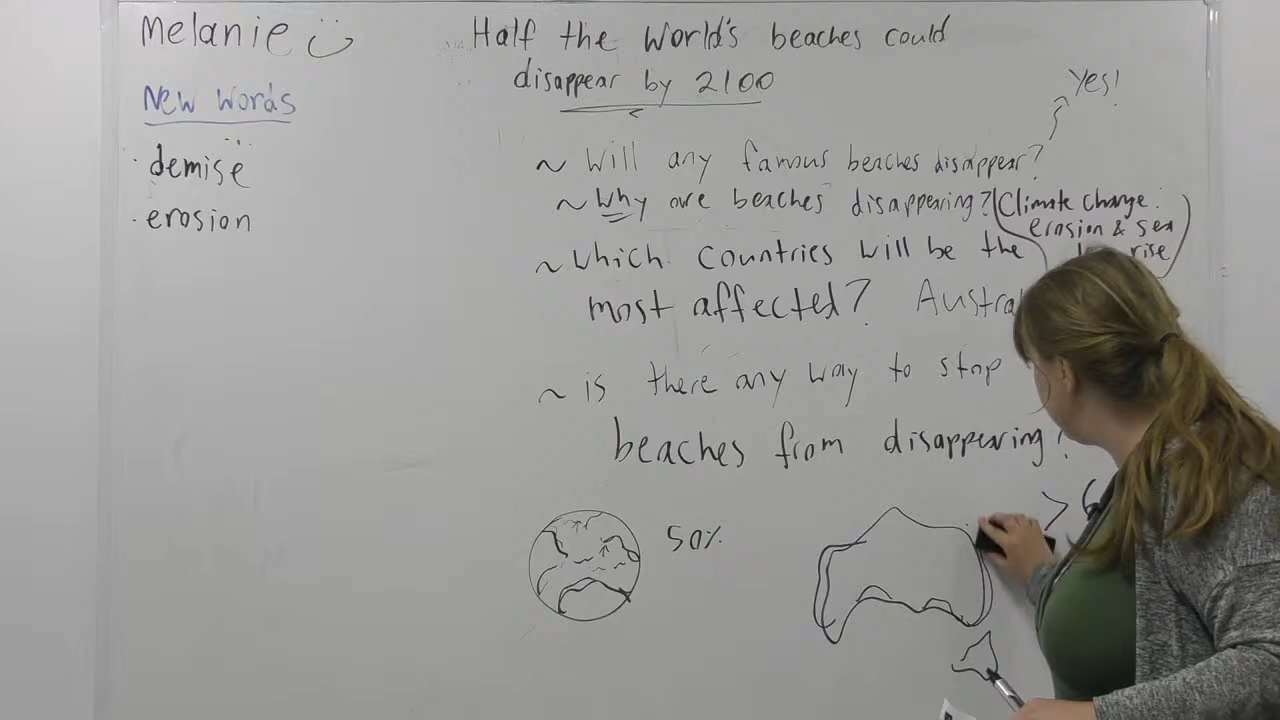 Melanie
New words
demise
erosion
Half the World's beaches could
disappear by 2100
Yes!
~ Will any famous beaches disappear?
~ Why are beaches disappearing? (Climate change:
erosion & sea
rise
~ Which countries will be the
most affected? Austra
~ is there any way to stop
beaches from disappearing?
50%
> 6